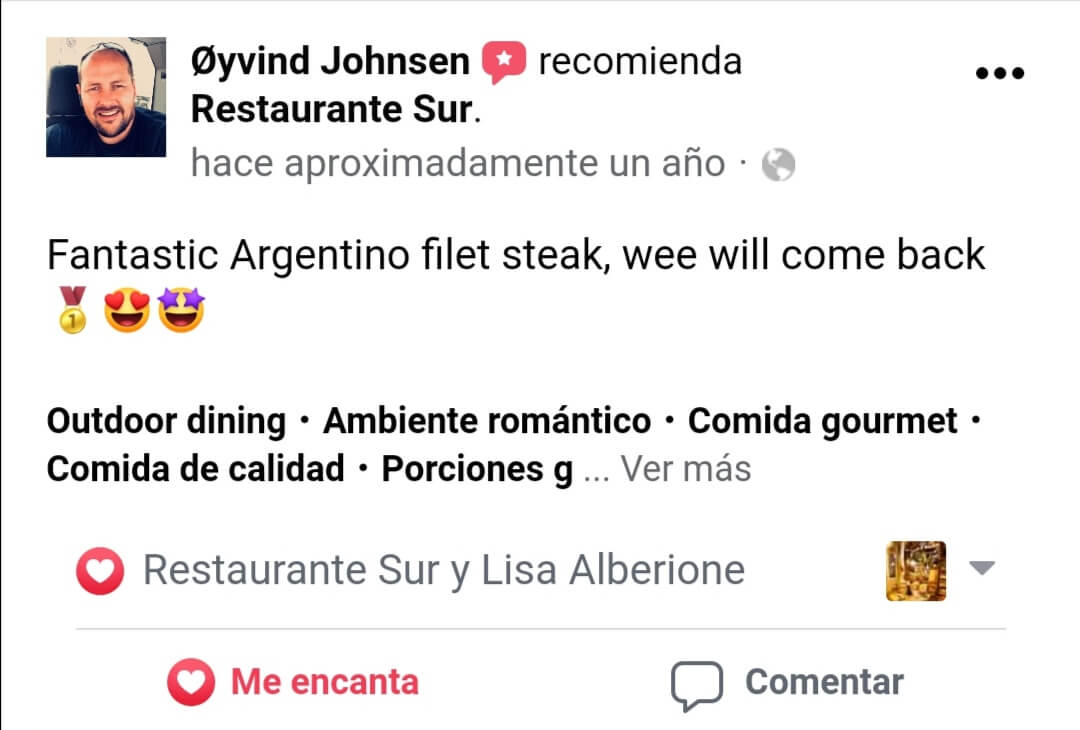 Øyvind Johnsen recomienda
Restaurante Sur.
hace aproximadamente un año ·
Fantastic Argentino filet steak, wee will come back
🥇😍🤩
Outdoor dining · Ambiente romántico · Comida gourmet ·
Comida de calidad · Porciones g ... Ver más
Restaurante Sur y Lisa Alberione
Me encanta
Comentar